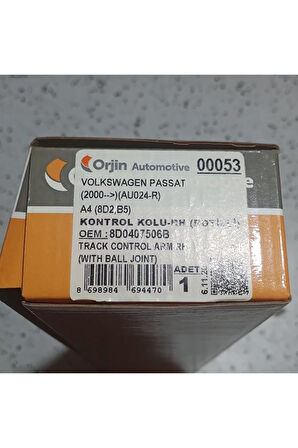 Orjin Automotive 00053
VOLKSWAGEN PASSAT
(2000-->)(AU024-R)
A4 (8D2,B5)
KONTROL KOLU-RH
OEM : 8D0407506B
TRACK CONTROL ARM RH
(WITH BALL JOINT)
ADET
1
8 698984 694470